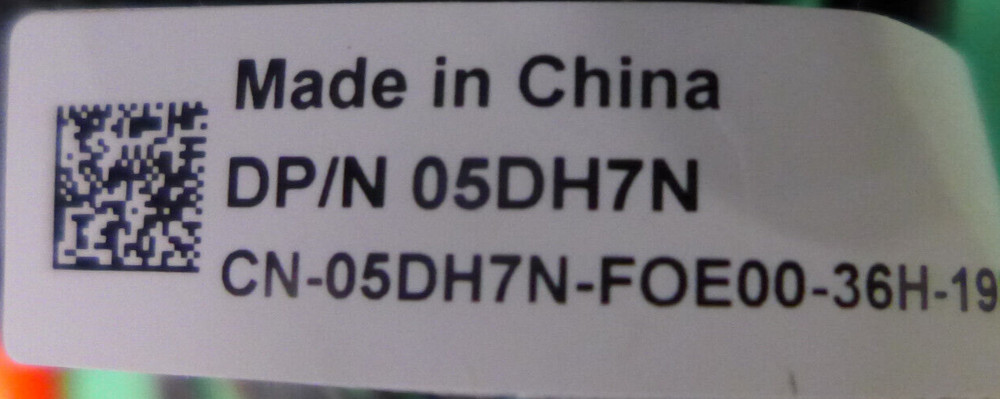 Made in China
DP/N 05DH7N
CN-05DH7N-FOE00-36H-19